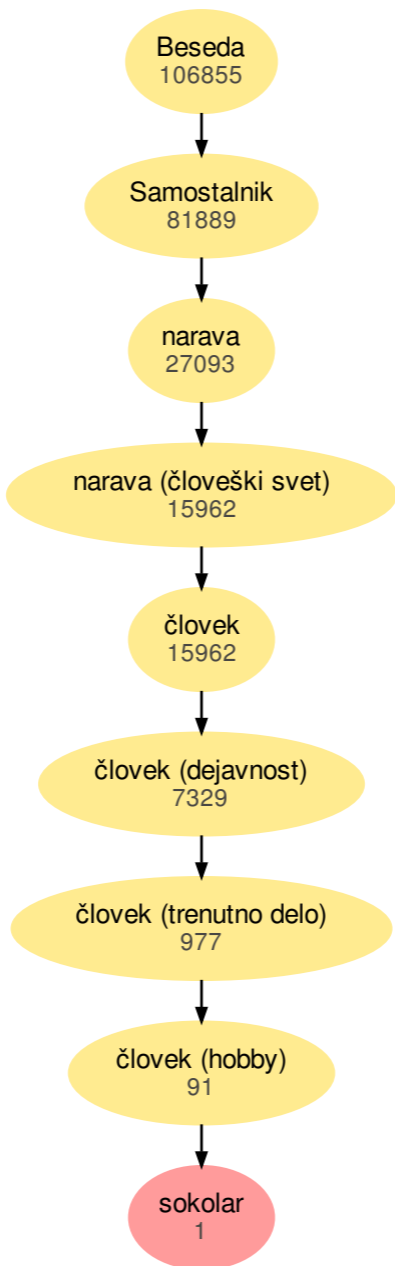 Beseda
106855
Samostalnik
81889
narava
27093
narava (človeški svet)
15962
človek
15962
človek (dejavnost)
7329
človek (trenutno delo)
977
človek (hobby)
91
sokolar
1